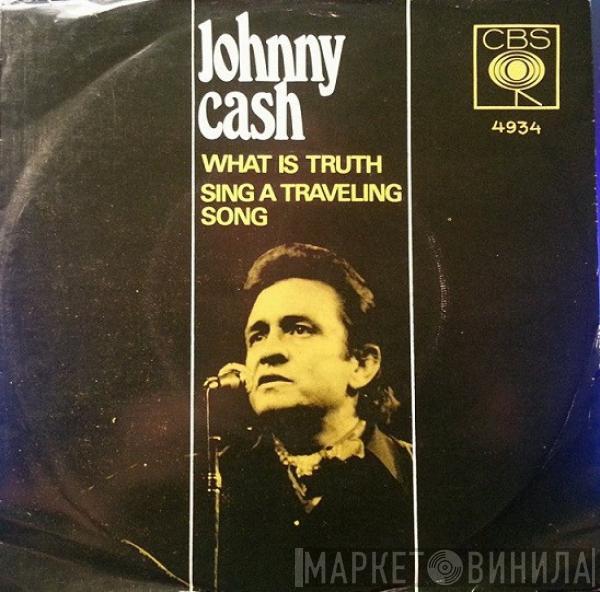 Johnny
cash
WHAT IS TRUTH
SING A TRAVELING
SONG
CBS
4934
МАРКЕТ ВИНИЛА